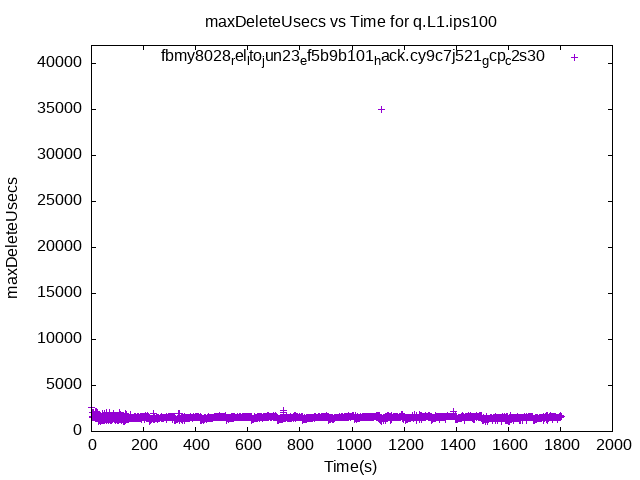 maxDeleteUsecs vs Time for q.L1.ips100
fbmy8028relltojun23ef5b9b101hack.cy9c7j521gcpc2s30
40000
35000
30000
25000
20000
15000
10000
5000
0
maxDeleteUsecs
0 200 400 600 800 1000 1200 1400 1600 1800 2000
Time(s)